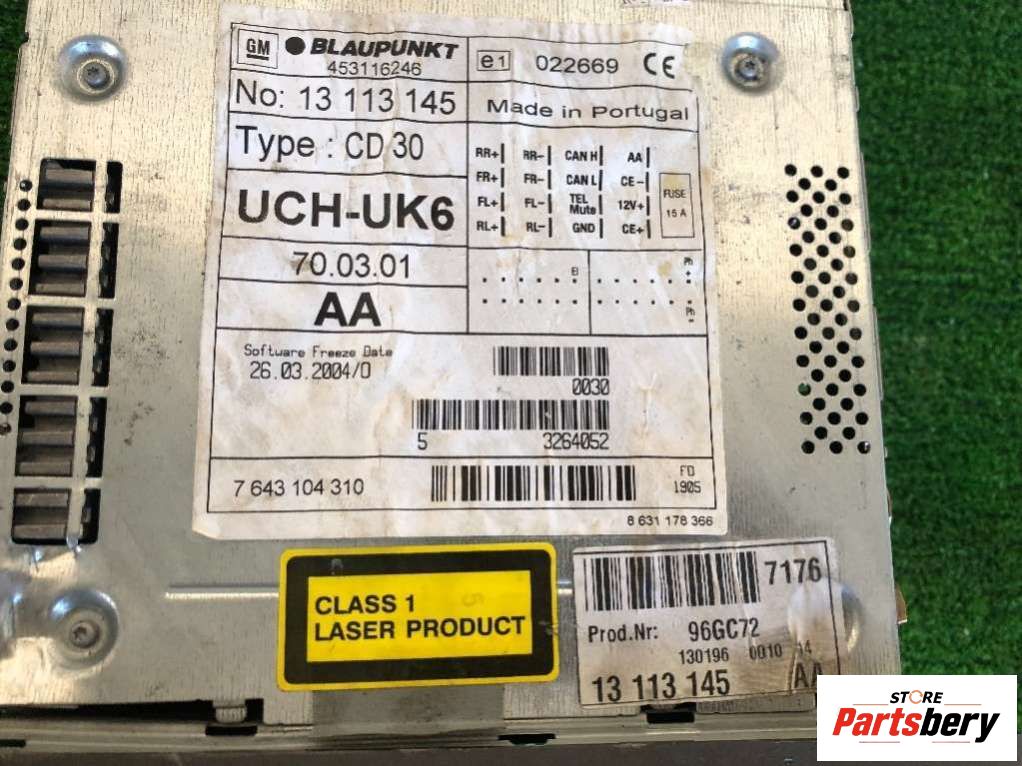 GM BLAUPUNKT
453116246
e1 022669 CE
No: 13 113 145
Made in Portugal
Type : CD 30
RR+ RR- CAN H AA
FR+ FR- CAN L CE-
FL+ FL- TEL Mute 12V+
RL+ RL- GND CE+
FUSE
15 A
UCH-UK6
70.03.01
B
Ph
+
Ph
-
AA
Software Freeze Date
26.03.2004/0
0030
5 3264052
7 643 104 310
FD
1905
8 631 178 366
CLASS 1
LASER PRODUCT
7176
Prod.Nr: 96GC72
130196 0010 14
13 113 145 AA
STORE
Partsbery